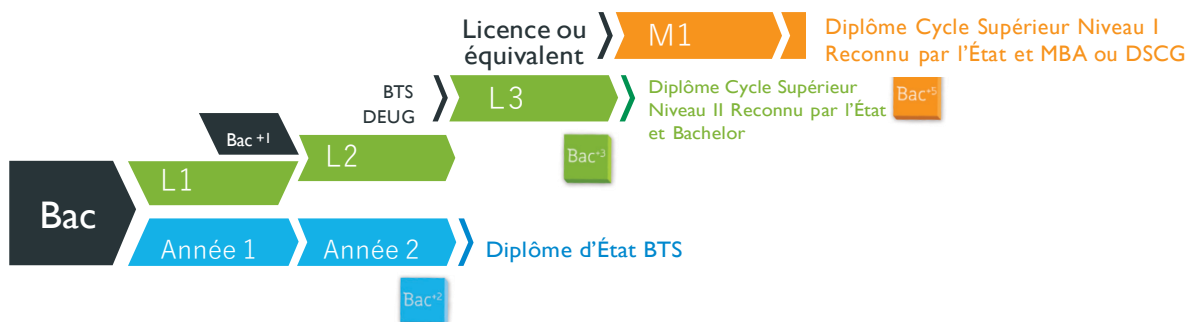 Licence ou
équivalent
M1
Diplôme Cycle Supérieur Niveau I
Reconnu par l'État et MBA ou DSCG
BTS
DEUG
L3
Diplôme Cycle Supérieur
Niveau II Reconnu par l'État
et Bachelor
Bac+5
Bac +1
L2
Bac+3
L1
Bac
Année 1
Année 2
Diplôme d'État BTS
Bac+2